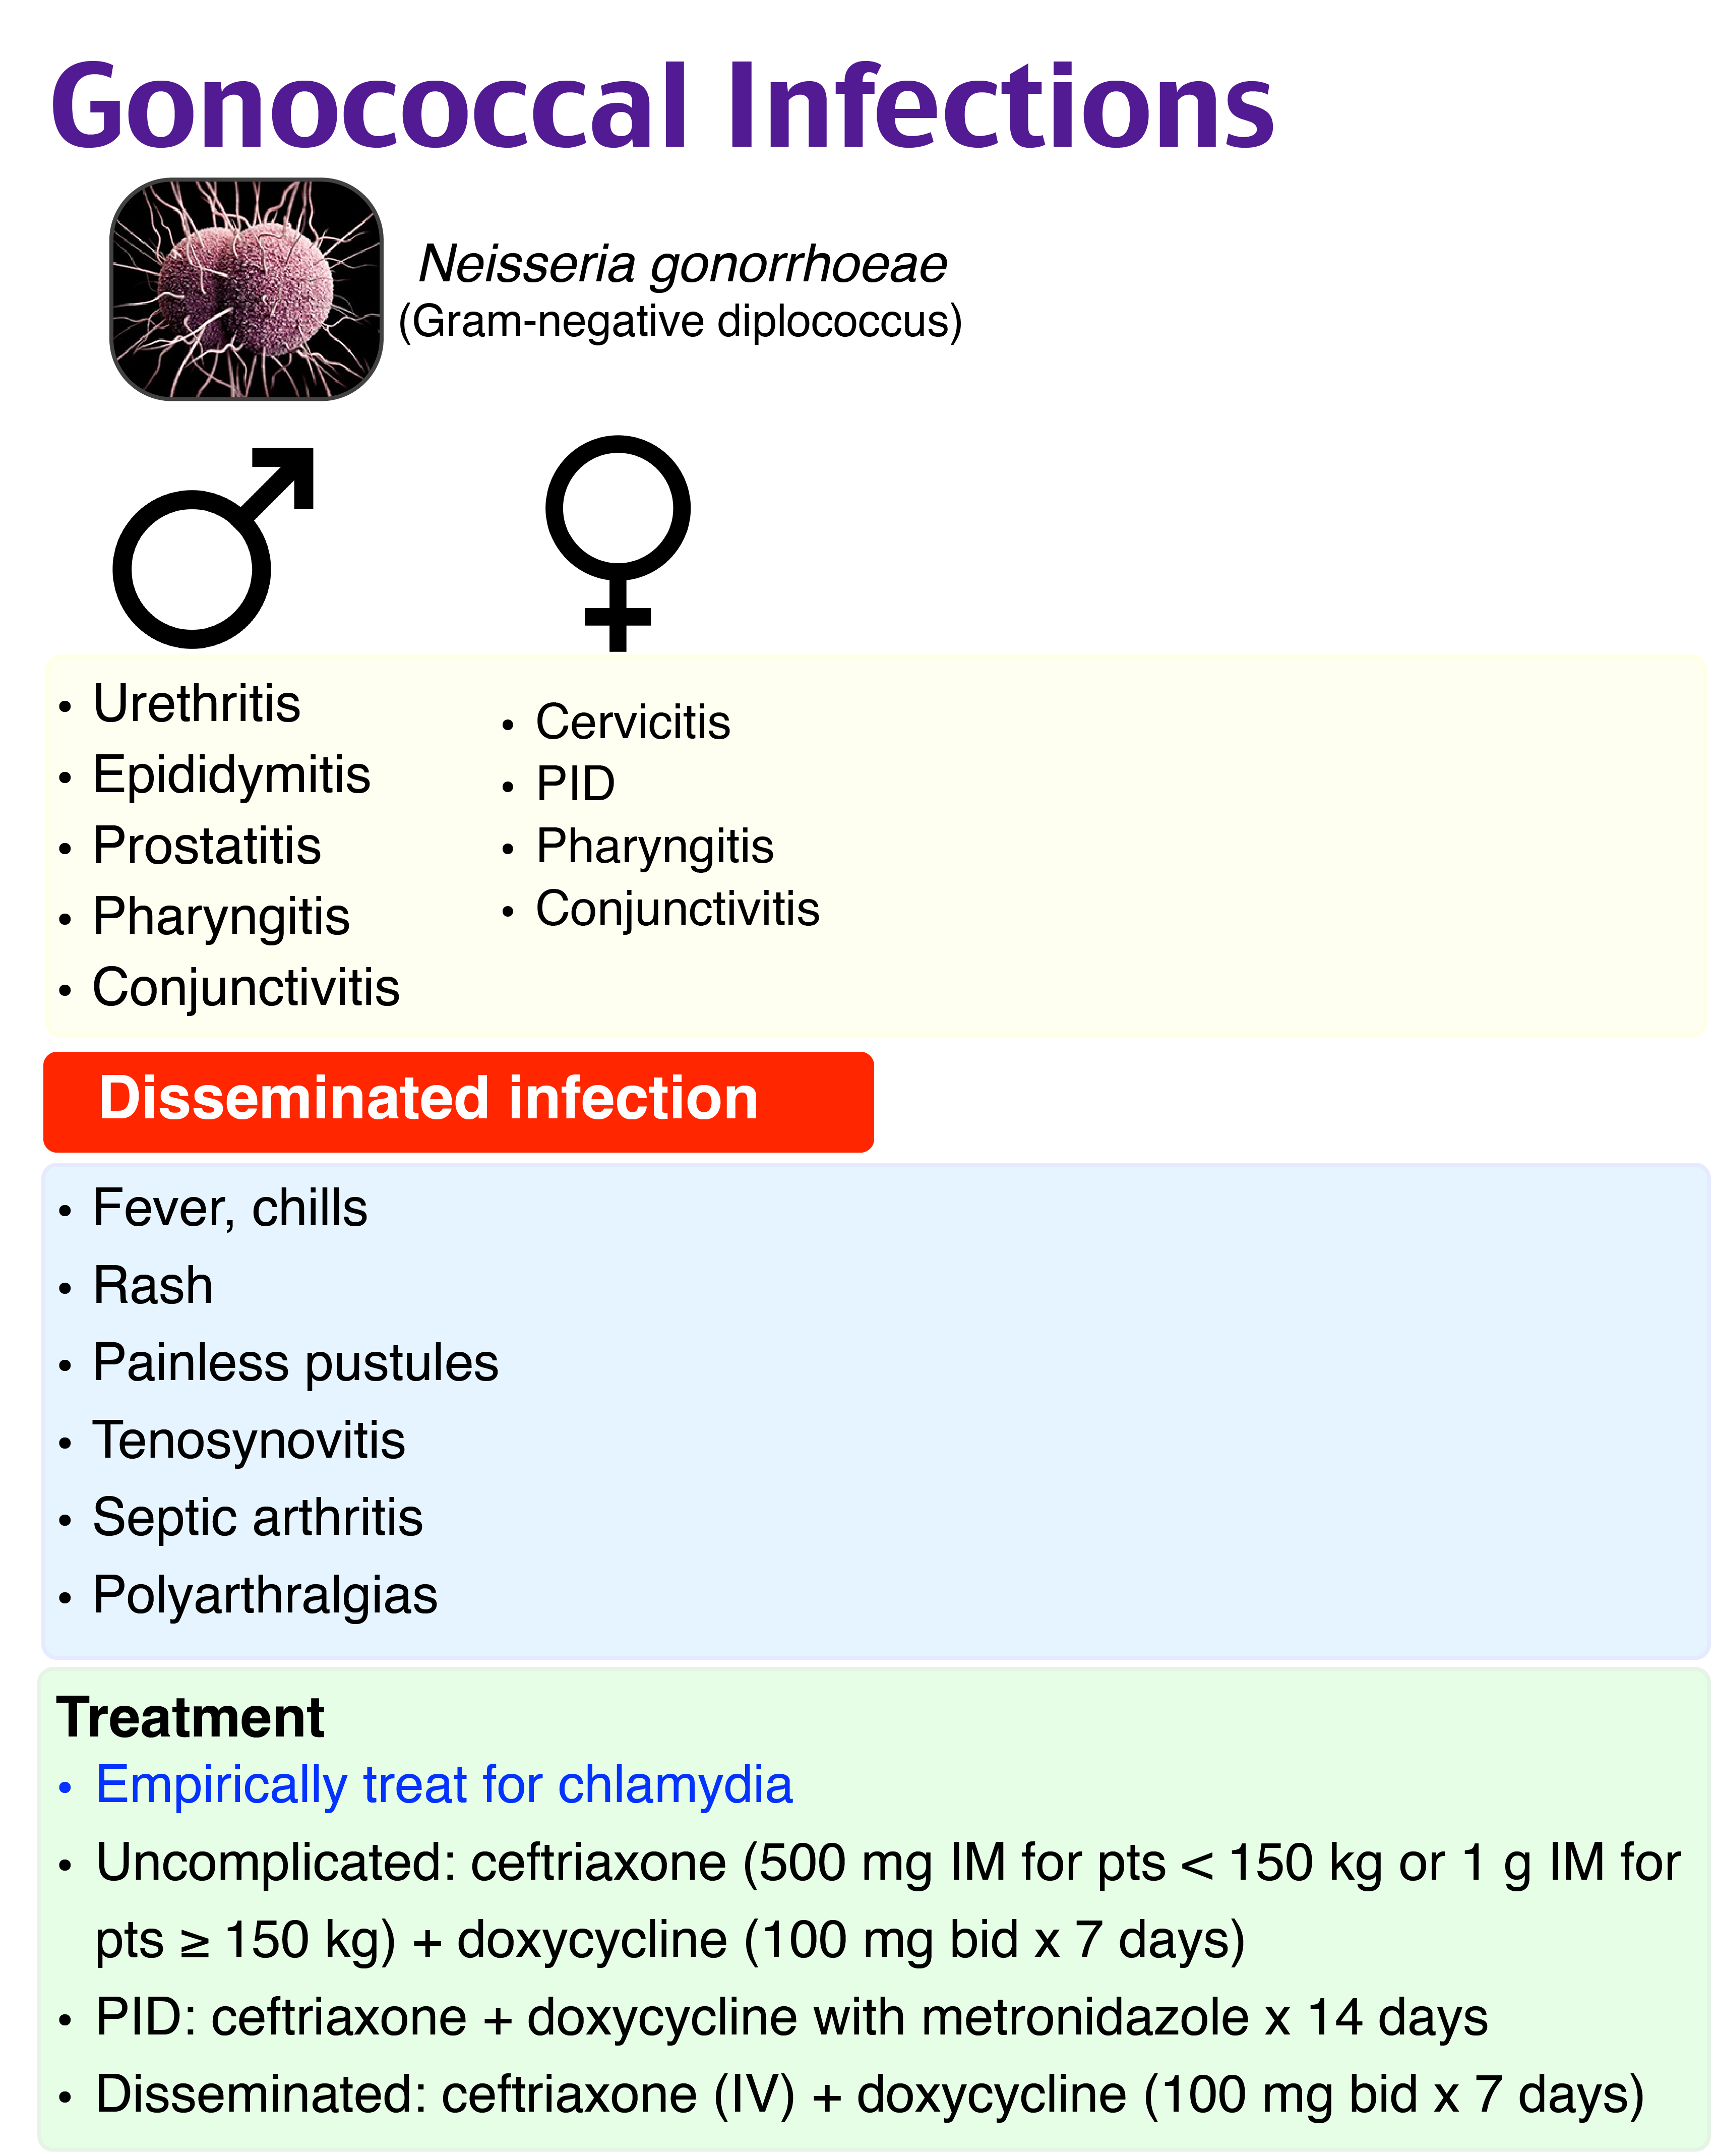 Gonococcal Infections
Neisseria gonorrhoeae
(Gram-negative diplococcus)
• Urethritis
• Epididymitis
• Prostatitis
• Pharyngitis
• Conjunctivitis
• Cervicitis
• PID
• Pharyngitis
• Conjunctivitis
Disseminated infection
• Fever, chills
• Rash
• Painless pustules
• Tenosynovitis
• Septic arthritis
• Polyarthralgias
Treatment
• Empirically treat for chlamydia
• Uncomplicated: ceftriaxone (500 mg IM for pts < 150 kg or 1 g IM for
pts ≥ 150 kg) + doxycycline (100 mg bid x 7 days)
• PID: ceftriaxone + doxycycline with metronidazole x 14 days
• Disseminated: ceftriaxone (IV) + doxycycline (100 mg bid x 7 days)